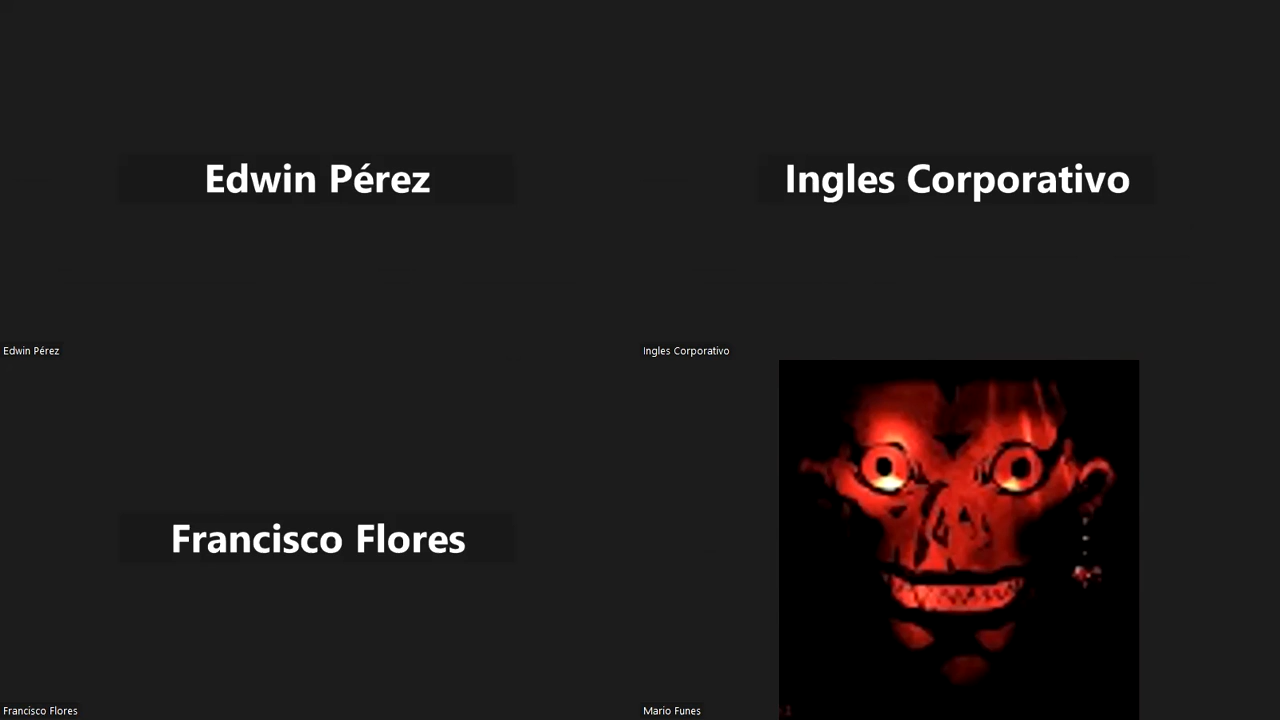 Edwin Pérez
Ingles Corporativo
Edwin Pérez
Ingles Corporativo
Francisco Flores
Francisco Flores
Mario Funes